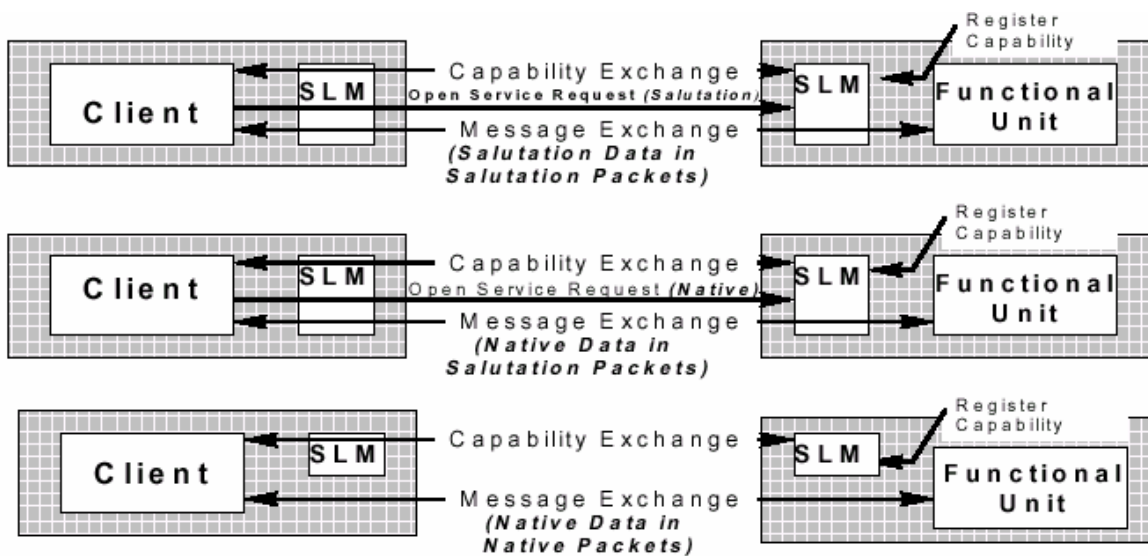 Register
Capability
Client
SLM
Capability Exchange
Open Service Request (Salutation)
Message Exchange
(Salutation Data in
Salutation Packets)
SLM
Functional
Unit
Register
Capability
Client
SLM
Capability Exchange
Open Service Request (Native)
Message Exchange
(Native Data in
Salutation Packets)
SLM
Functional
Unit
Register
Capability
Client
SLM
Capability Exchange
Message Exchange
(Native Data in
Native Packets)
SLM
Functional
Unit